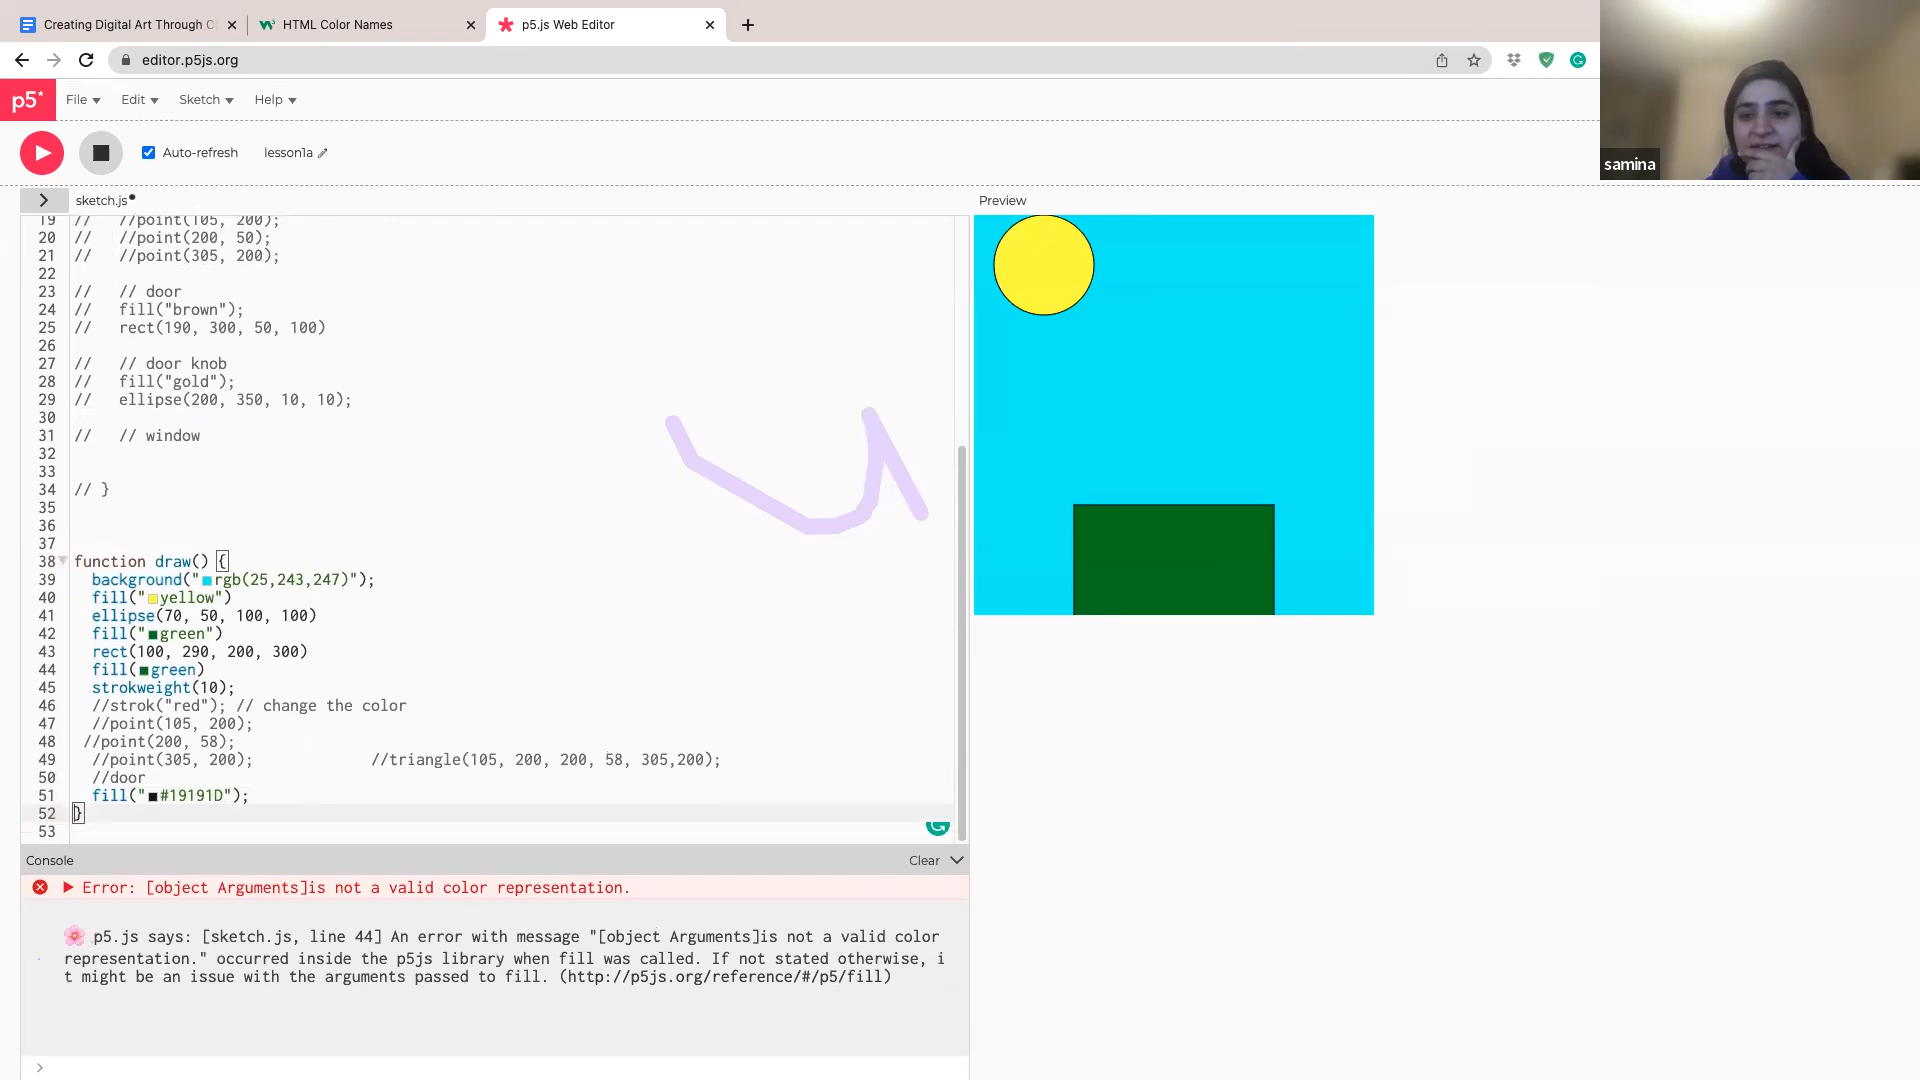 Creating Digital Art Through C
HTML Color Names
p5.js Web Editor
editor.p5js.org
p5*
File
Edit
Sketch
Help
samina
Auto-refresh
lesson1a
sketch.js
Preview
19 // //point(105, 200);
20 // //point(200, 50);
21 // //point(305, 200);
22
23 // // door
24 // fill("brown");
25 // rect(190, 300, 50, 100)
26
27 // // door knob
28 // fill("gold");
29 // ellipse(200, 350, 10, 10);
30
31 // // window
32
33
34 // }
35
36
37
38 function draw() {
39 background("rgb(25,243,247)");
40 fill("yellow")
41 ellipse(70, 50, 100, 100)
42 fill("green")
43 rect(100, 290, 200, 300)
44 fill(green)
45 strokweight(10);
46 //strok("red"); // change the color
47 //point(105, 200);
48 //point(200, 58);
49 //point(305, 200); //triangle(105, 200, 200, 58, 305,200);
50 //door
51 fill("#19191D");
52 }
53
Console
Clear
Error: [object Arguments]is not a valid color representation.
🌸 p5.js says: [sketch.js, line 44] An error with message "[object Arguments]is not a valid color
representation." occurred inside the p5js library when fill was called. If not stated otherwise, i
t might be an issue with the arguments passed to fill. (http://p5js.org/reference/#/p5/fill)
>